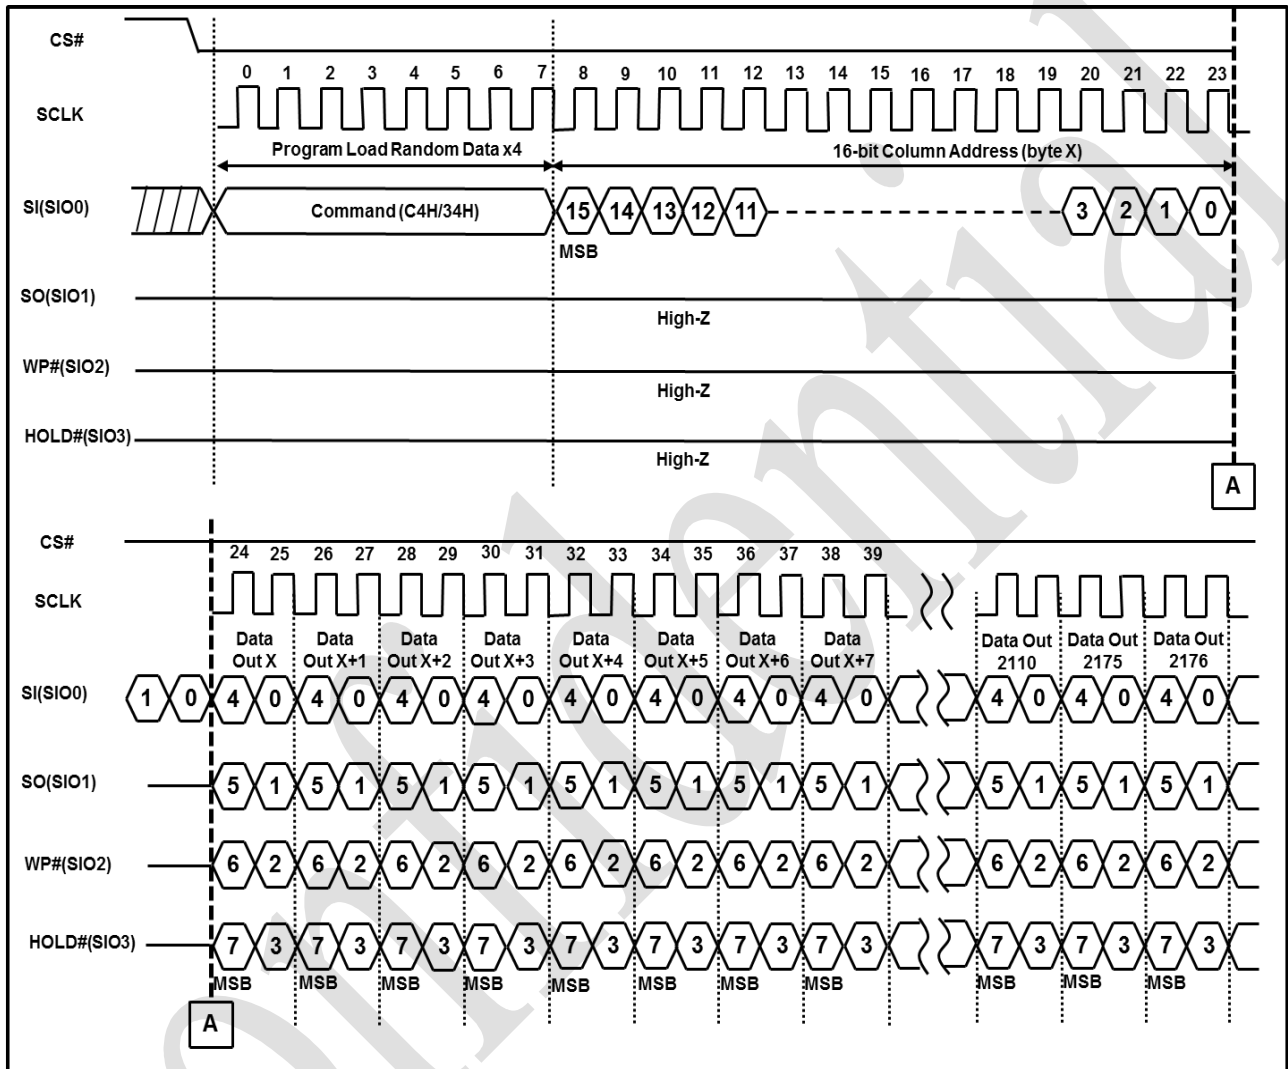 CS#
0 1 2 3 4 5 6 7 8 9 10 11 12 13 14 15 16 17 18 19 20 21 22 23
SCLK
Program Load Random Data x4 16-bit Column Address (byte X)
SI(SIO0) Command (C4H/34H) 15 14 13 12 11 3 2 1 0
MSB
SO(SIO1)
High-Z
WP#(SIO2)
High-Z
HOLD#(SIO3)
High-Z
A
CS#
24 25 26 27 28 29 30 31 32 33 34 35 36 37 38 39
SCLK
Data Data Data Data Data Data Data Data Data Out Data Out Data Out
Out X Out X+1 Out X+2 Out X+3 Out X+4 Out X+5 Out X+6 Out X+7 2110 2175 2176
SI(SIO0) 1 0 4 0 4 0 4 0 4 0 4 0 4 0 4 0 4 0 4 0 4 0 4 0
SO(SIO1) 5 1 5 1 5 1 5 1 5 1 5 1 5 1 5 1 5 1 5 1 5 1
WP#(SIO2) 6 2 6 2 6 2 6 2 6 2 6 2 6 2 6 2 6 2 6 2 6 2
HOLD#(SIO3) 7 3 7 3 7 3 7 3 7 3 7 3 7 3 7 3 7 3 7 3 7 3
MSB MSB MSB MSB MSB MSB MSB MSB MSB MSB MSB
A
onfidential